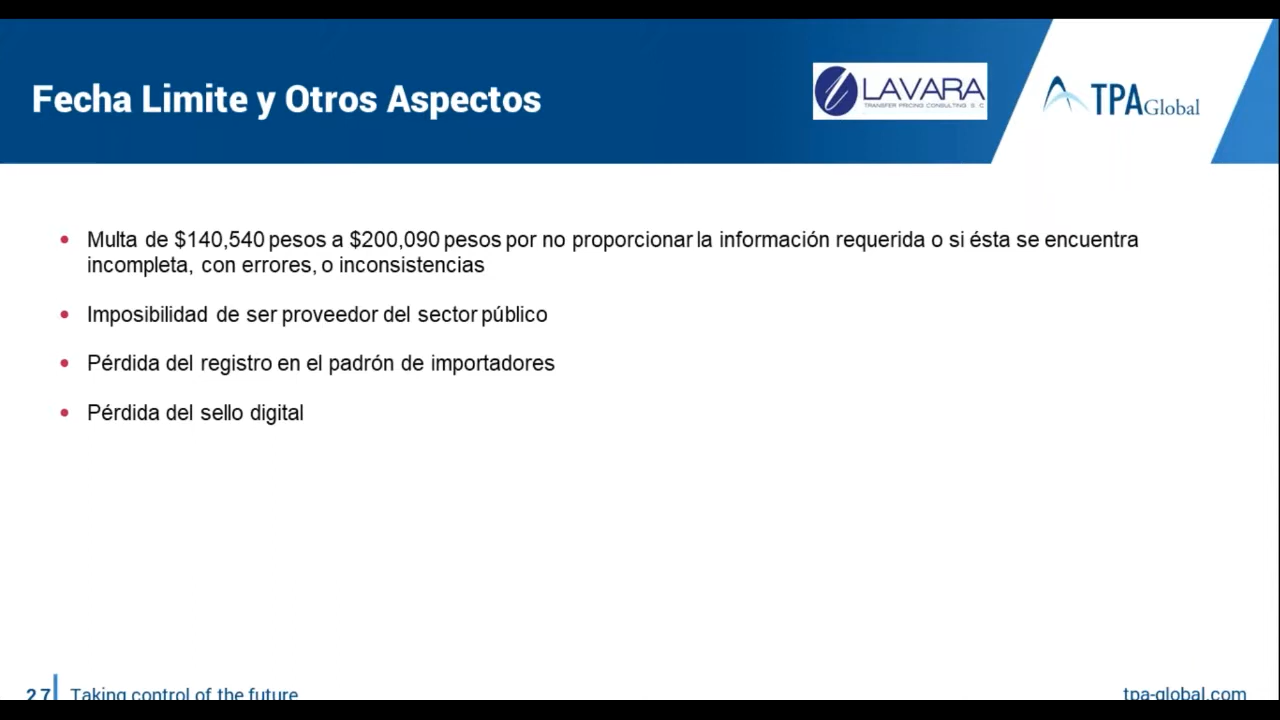 Fecha Limite y Otros Aspectos
LAVARA
TRANSFER PRICING CONSULTING S. C.
TPA Global
• Multa de $140,540 pesos a $200,090 pesos por no proporcionar la información requerida o si ésta se encuentra
incompleta, con errores, o inconsistencias
• Imposibilidad de ser proveedor del sector público
• Pérdida del registro en el padrón de importadores
• Pérdida del sello digital
27 Taking control of the future
tpa-global.com